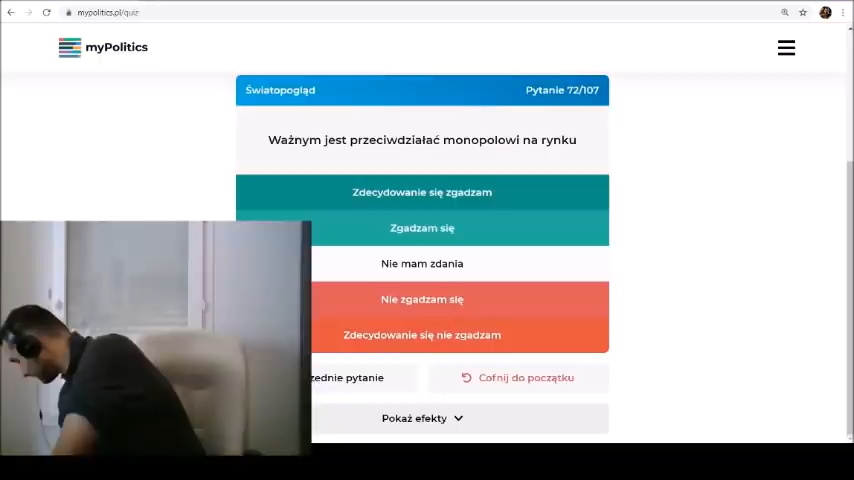 mypolitics.pl/quiz
myPolitics
Światopogląd
Pytanie 72/107
Ważnym jest przeciwdziałać monopolowi na rynku
Zdecydowanie się zgadzam
Zgadzam się
Nie mam zdania
Nie zgadzam się
Zdecydowanie się nie zgadzam
pytanie
Cofnij do początku
Pokaż efekty